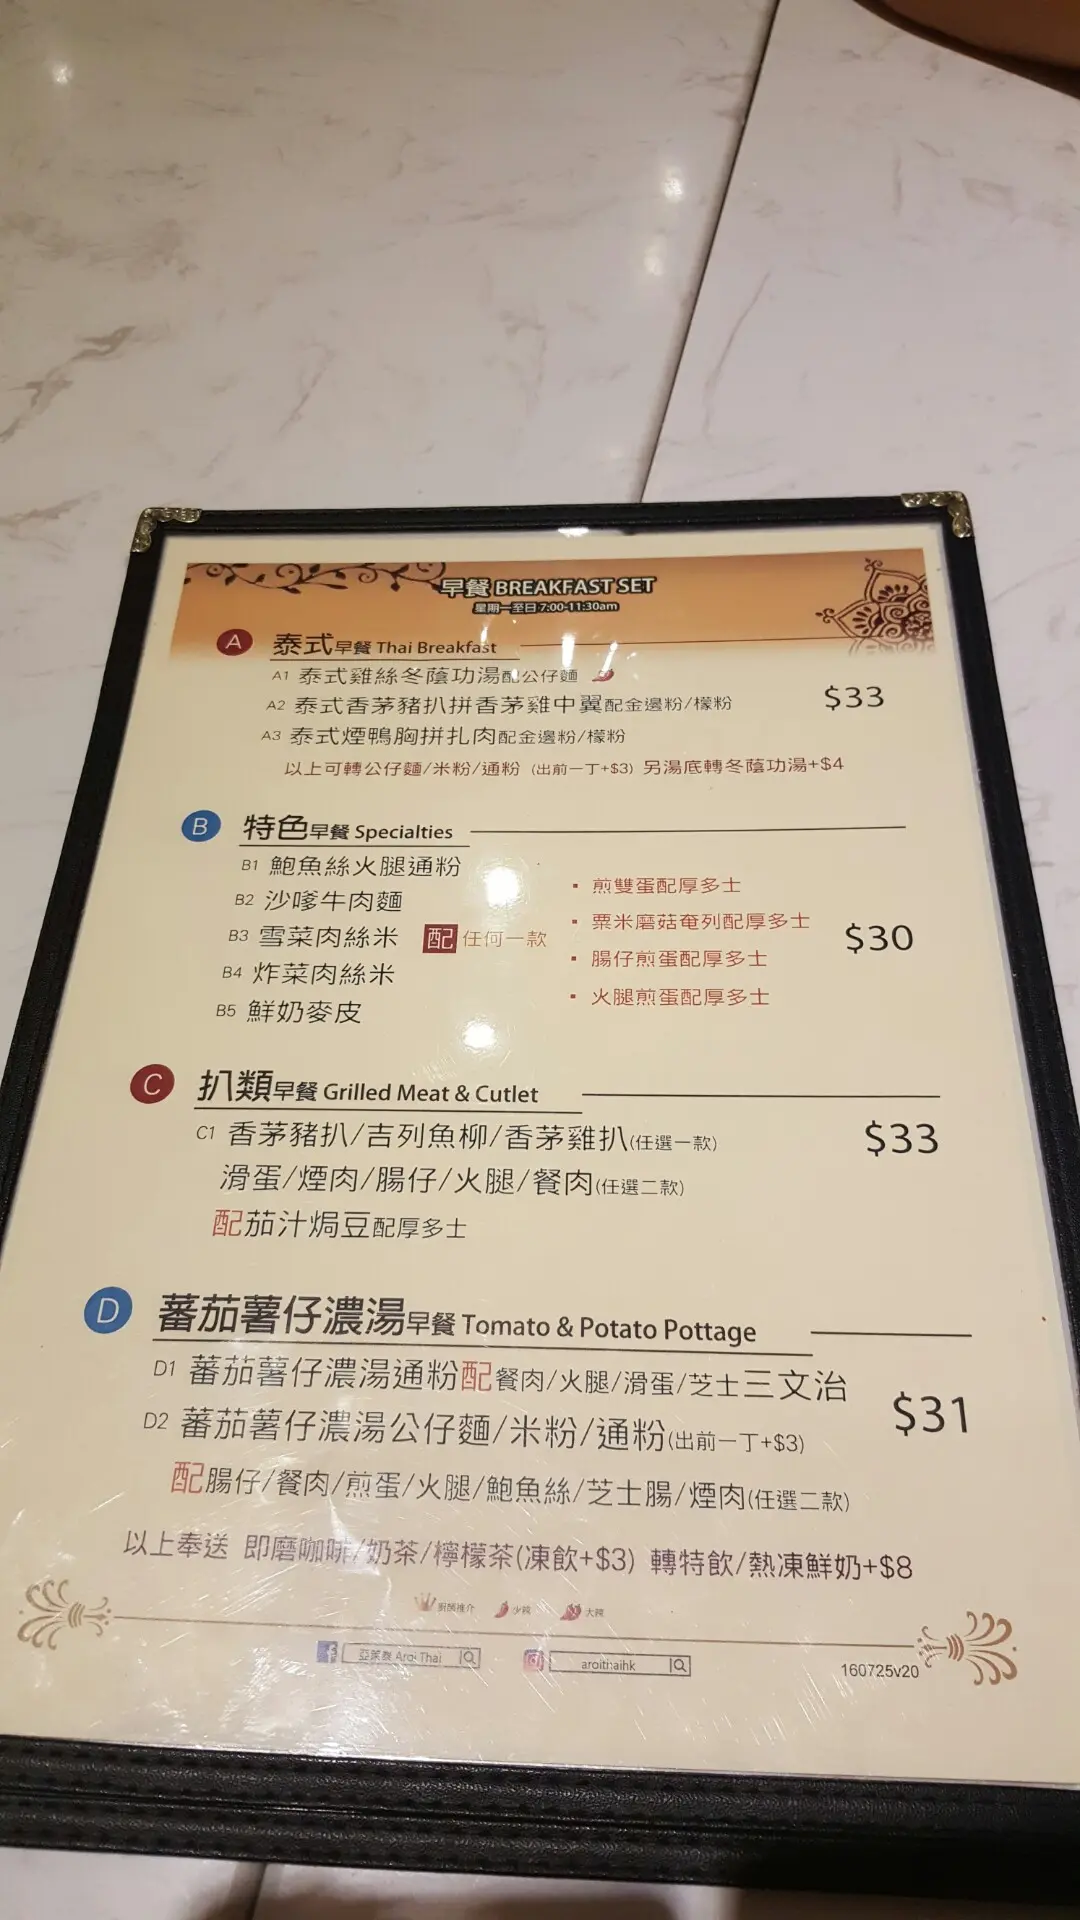 早餐 BREAKFAST SET
星期一至日 7:00-11:30am
A 泰式早餐 Thai Breakfast
A1 泰式雞絲冬蔭功湯配公仔麵
A2 泰式香茅豬扒拼香茅雞中翼配金邊粉/檬粉
$33
A3 泰式煙鴨胸拼扎肉配金邊粉/檬粉
以上可轉公仔麵/米粉/通粉 (出前一丁+$3) 另湯底轉冬蔭功湯+$4
B 特色早餐 Specialties
B1 鮑魚絲火腿通粉
B2 沙嗲牛肉麵
B3 雪菜肉絲米
B4 炸菜肉絲米
B5 鮮奶麥皮
配 任何一款
▪ 煎雙蛋配厚多士
▪ 粟米磨菇奄列配厚多士
▪ 腸仔煎蛋配厚多士
▪ 火腿煎蛋配厚多士
$30
C 扒類早餐 Grilled Meat & Cutlet
C1 香茅豬扒/吉列魚柳/香茅雞扒(任選一款)
$33
滑蛋/煙肉/腸仔/火腿/餐肉(任選二款)
配茄汁焗豆配厚多士
D 蕃茄薯仔濃湯早餐 Tomato & Potato Pottage
D1 蕃茄薯仔濃湯通粉配餐肉/火腿/滑蛋/芝士三文治
$31
D2 蕃茄薯仔濃湯公仔麵/米粉/通粉(出前一丁+$3)
配腸仔/餐肉/煎蛋/火腿/鮑魚絲/芝士腸/煙肉(任選二款)
以上奉送 即磨咖啡/奶茶/檸檬茶(凍飲+$3) 轉特飲/熱凍鮮奶+$8
廚師推介 少辣 大辣
亞萊泰 Aroi Thai
aroithaihk
160725v20